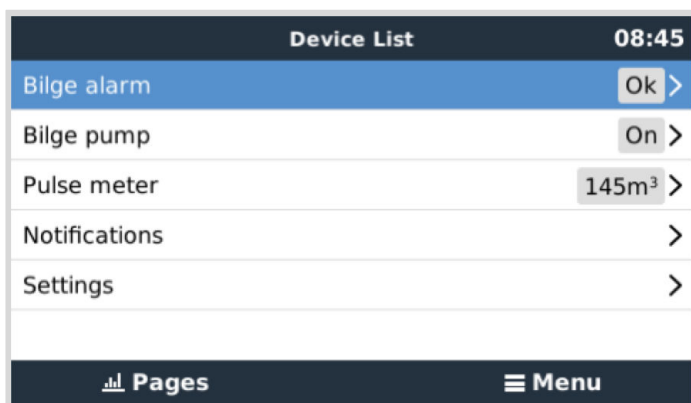 Device List 08:45
Bilge alarm Ok
Bilge pump On
Pulse meter 145m³
Notifications
Settings
Pages Menu